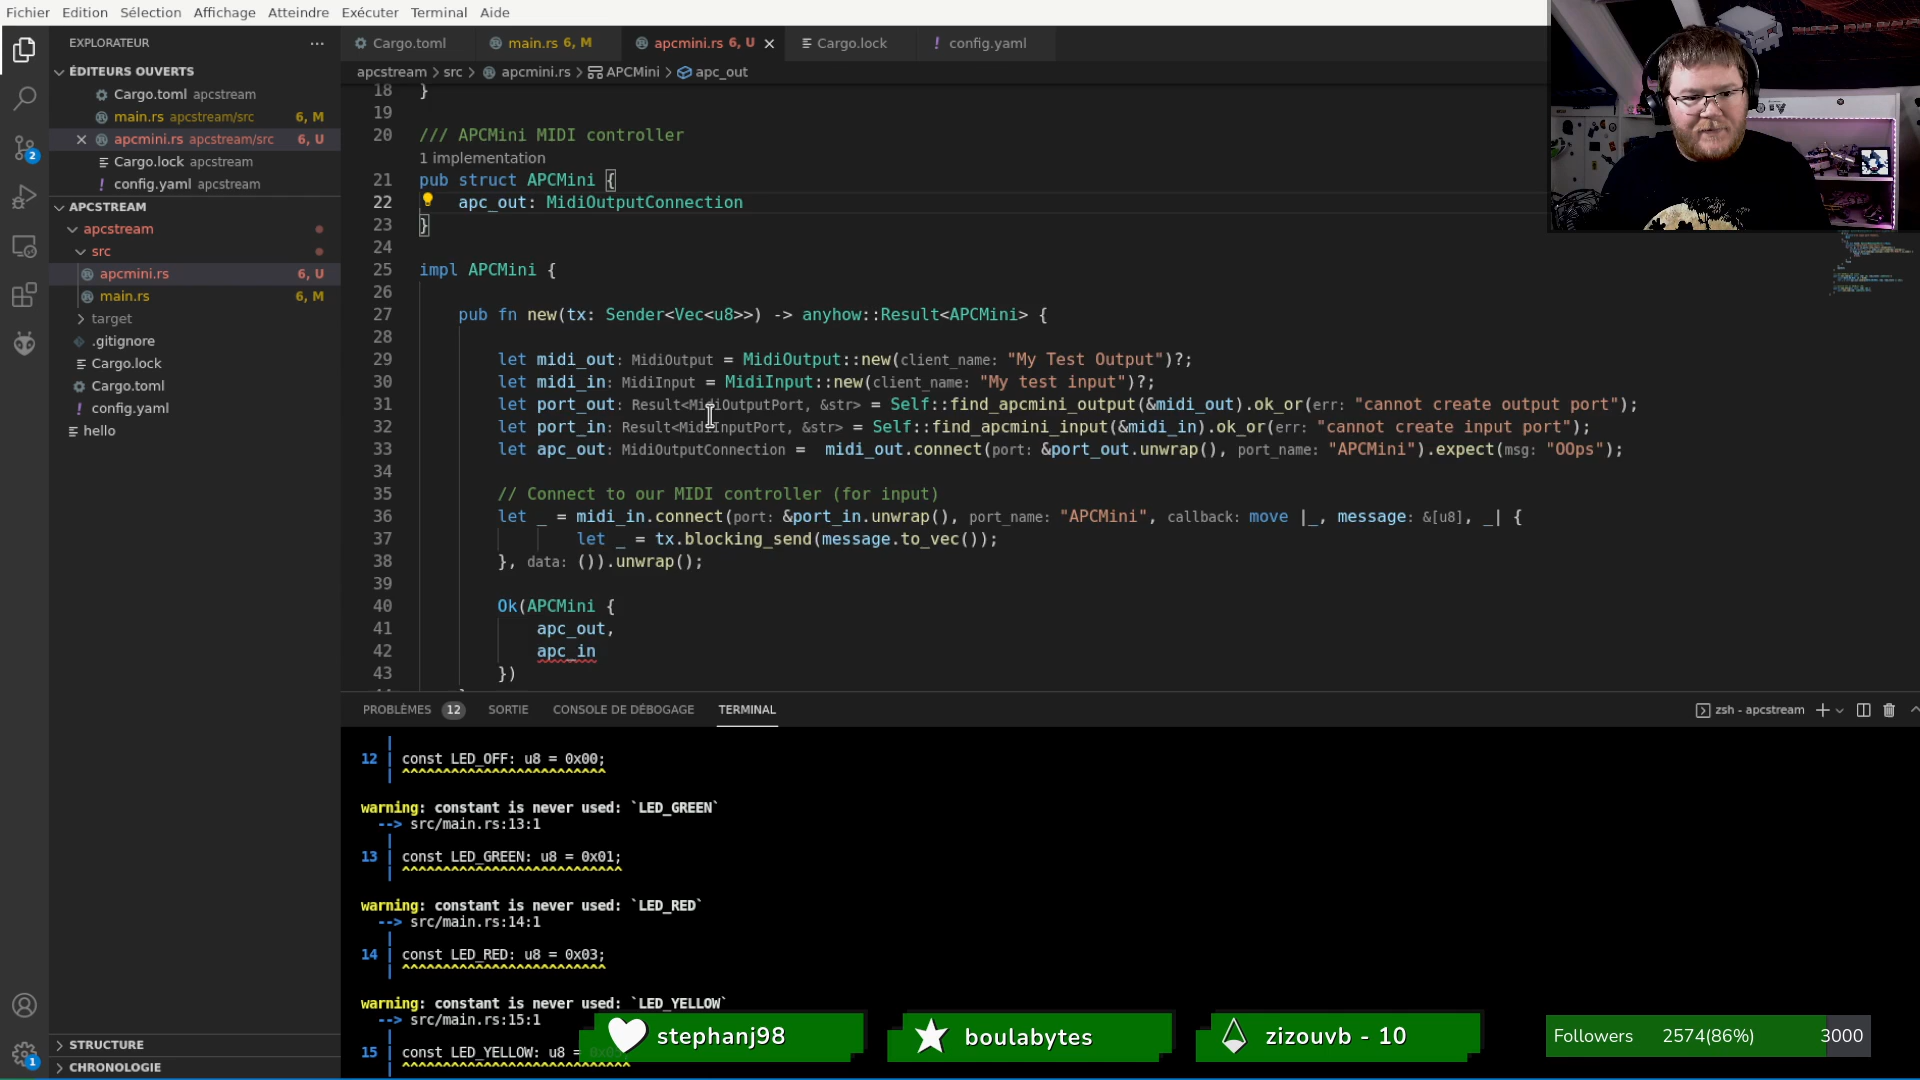 Fichier Edition Sélection Affichage Atteindre Exécuter Terminal Aide
EXPLORATEUR
ÉDITEURS OUVERTS
Cargo.toml apcstream
main.rs apcstream/src 6, M
apcmini.rs apcstream/src 6, U
Cargo.lock apcstream
! config.yaml apcstream
APCSTREAM
apcstream
src
apcmini.rs 6, U
main.rs 6, M
target
.gitignore
Cargo.lock
Cargo.toml
! config.yaml
hello
STRUCTURE
CHRONOLOGIE
2
1
Cargo.toml main.rs 6, M apcmini.rs 6, U Cargo.lock ! config.yaml
apcstream > src > apcmini.rs > APCMini > apc_out
18 }
19
20 /// APCMini MIDI controller
1 implementation
21 pub struct APCMini {
22 apc_out: MidiOutputConnection
23 }
24
25 impl APCMini {
26
27 pub fn new(tx: Sender<Vec<u8>>) -> anyhow::Result<APCMini> {
28
29 let midi_out: MidiOutput = MidiOutput::new(client_name: "My Test Output")?;
30 let midi_in: MidiInput = MidiInput::new(client_name: "My test input")?;
31 let port_out: Result<MidiOutputPort, &str> = Self::find_apcmini_output(&midi_out).ok_or(err: "cannot create output port");
32 let port_in: Result<MidiInputPort, &str> = Self::find_apcmini_input(&midi_in).ok_or(err: "cannot create input port");
33 let apc_out: MidiOutputConnection = midi_out.connect(port: &port_out.unwrap(), port_name: "APCMini").expect(msg: "OOps");
34
35 // Connect to our MIDI controller (for input)
36 let _ = midi_in.connect(port: &port_in.unwrap(), port_name: "APCMini", callback: move |_, message: &[u8], _| {
37 let _ = tx.blocking_send(message.to_vec());
38 }, data: ()).unwrap();
39
40 Ok(APCMini {
41 apc_out,
42 apc_in
43 })
PROBLÈMES 12 SORTIE CONSOLE DE DÉBOGAGE TERMINAL zsh - apcstream
12 | const LED_OFF: u8 = 0x00;
| ^^^^^^^^^^^^^^^^^^^^^^^^^
warning: constant is never used: `LED_GREEN`
--> src/main.rs:13:1
|
13 | const LED_GREEN: u8 = 0x01;
| ^^^^^^^^^^^^^^^^^^^^^^^^^^^
warning: constant is never used: `LED_RED`
--> src/main.rs:14:1
|
14 | const LED_RED: u8 = 0x03;
| ^^^^^^^^^^^^^^^^^^^^^^^^^
warning: constant is never used: `LED_YELLOW`
--> src/main.rs:15:1
15 | const LED_YELLOW: u8 =
| ^^^^^^^^^^^^^^^^^^^^^^^^^^^^
stephanj98
boulabytes
zizouvb - 10
Followers 2574(86%) 3000